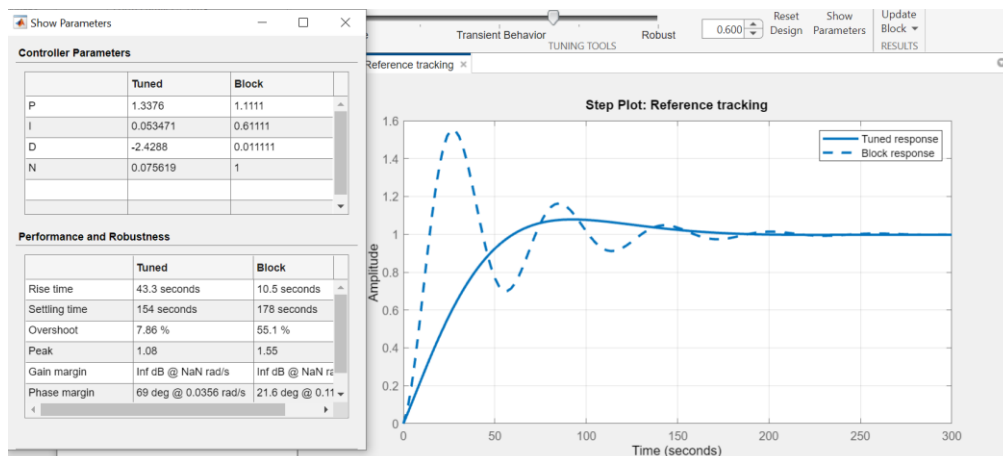 Show Parameters
Controller Parameters
Tuned Block
P 1.3376 1.1111
I 0.053471 0.61111
D -2.4288 0.011111
N 0.075619 1
Performance and Robustness
Tuned Block
Rise time 43.3 seconds 10.5 seconds
Settling time 154 seconds 178 seconds
Overshoot 7.86 % 55.1 %
Peak 1.08 1.55
Gain margin Inf dB @ NaN rad/s Inf dB @ NaN ra
Phase margin 69 deg @ 0.0356 rad/s 21.6 deg @ 0.11
e Transient Behavior Robust
TUNING TOOLS
0.600
Reset Design
Show Parameters
Update Block
RESULTS
Reference tracking
Step Plot: Reference tracking
Tuned response
Block response
Amplitude
1.6
1.4
1.2
1
0.8
0.6
0.4
0.2
0
0 50 100 150 200 250 300
Time (seconds)